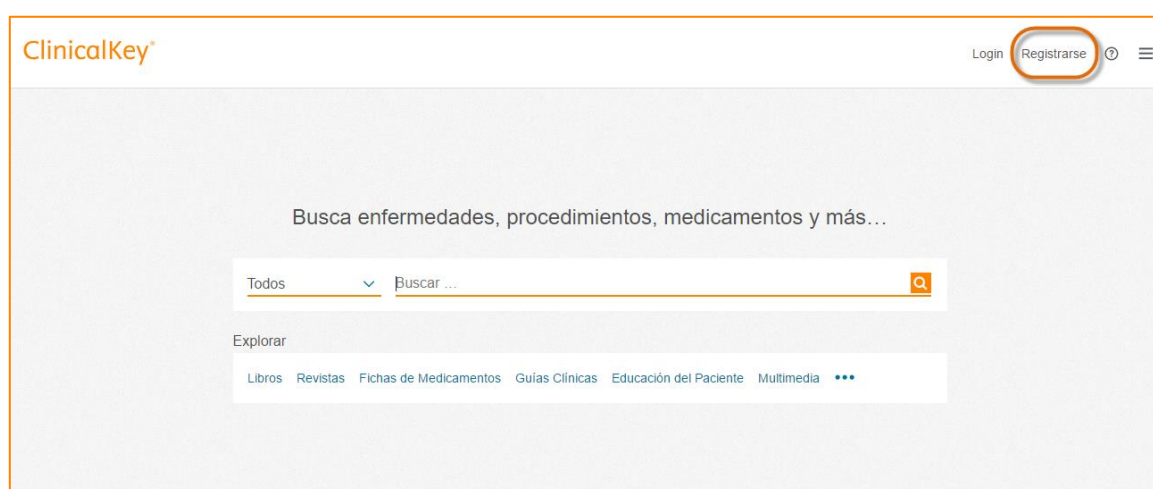 ClinicalKey®
Login Registrarse ?
Busca enfermedades, procedimientos, medicamentos y más…
Todos Buscar …
Explorar
Libros Revistas Fichas de Medicamentos Guías Clínicas Educación del Paciente Multimedia •••